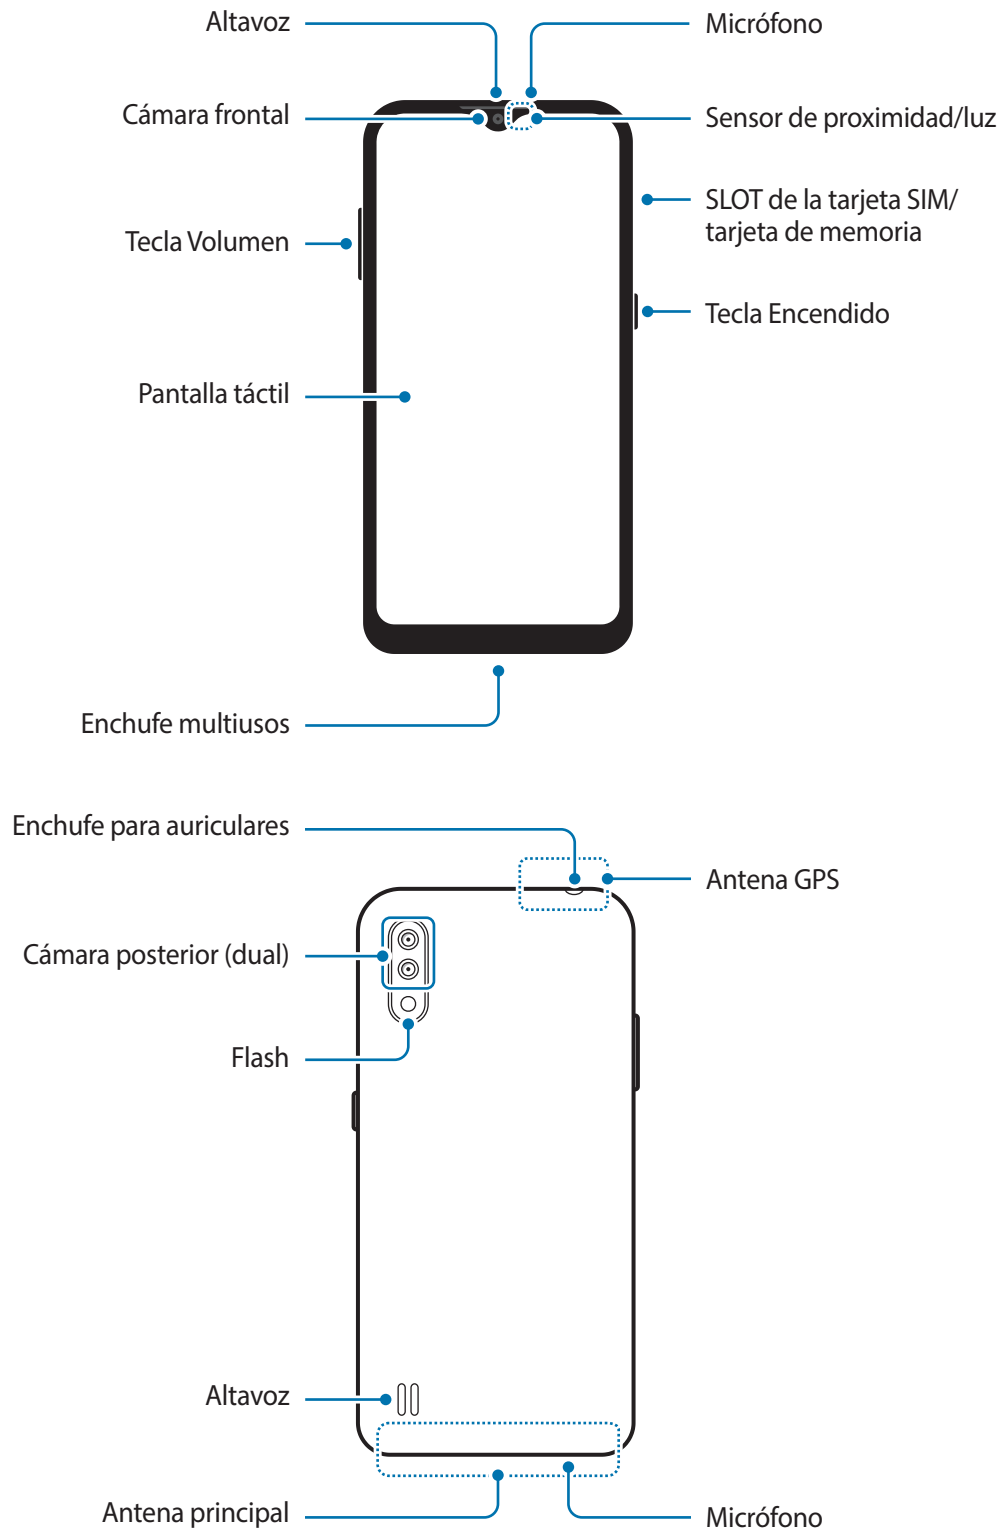 Altavoz
Micrófono
Cámara frontal
Sensor de proximidad/luz
SLOT de la tarjeta SIM/
tarjeta de memoria
Tecla Volumen
Tecla Encendido
Pantalla táctil
Enchufe multiusos
Enchufe para auriculares
Antena GPS
Cámara posterior (dual)
Flash
Altavoz
Antena principal
Micrófono